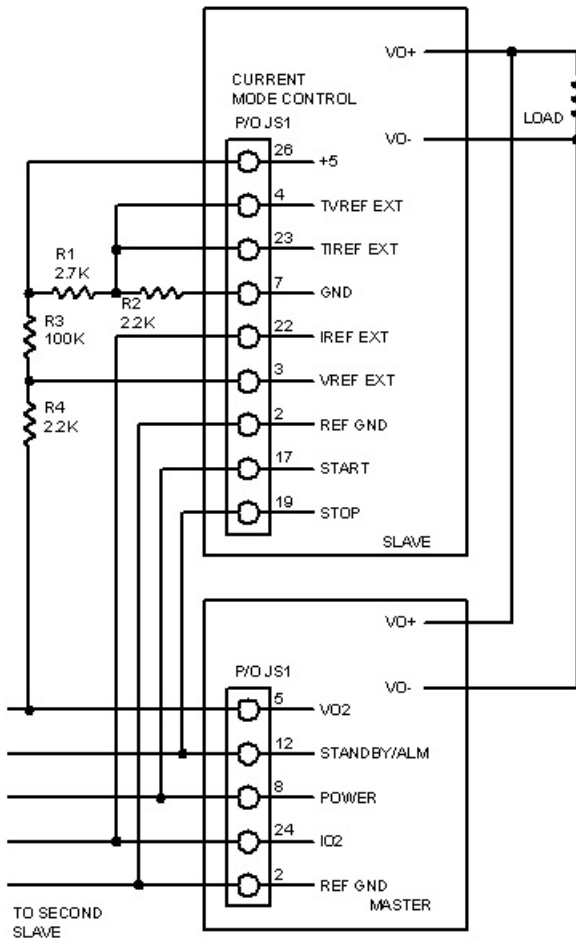 VO+
CURRENT
MODE CONTROL
LOAD
P/O JS1
VO-
26
+5
4
TVREF EXT
23
TIREF EXT
R1
2.7K
7
GND
R2
2.2K
R3
100K
22
IREF EXT
3
VREF EXT
R4
2.2K
2
REF GND
17
START
19
STOP
SLAVE
VO+
P/O JS1
VO-
5
VO2
12
STANDBY/ALM
8
POWER
24
IO2
2
REF GND
MASTER
TO SECOND
SLAVE